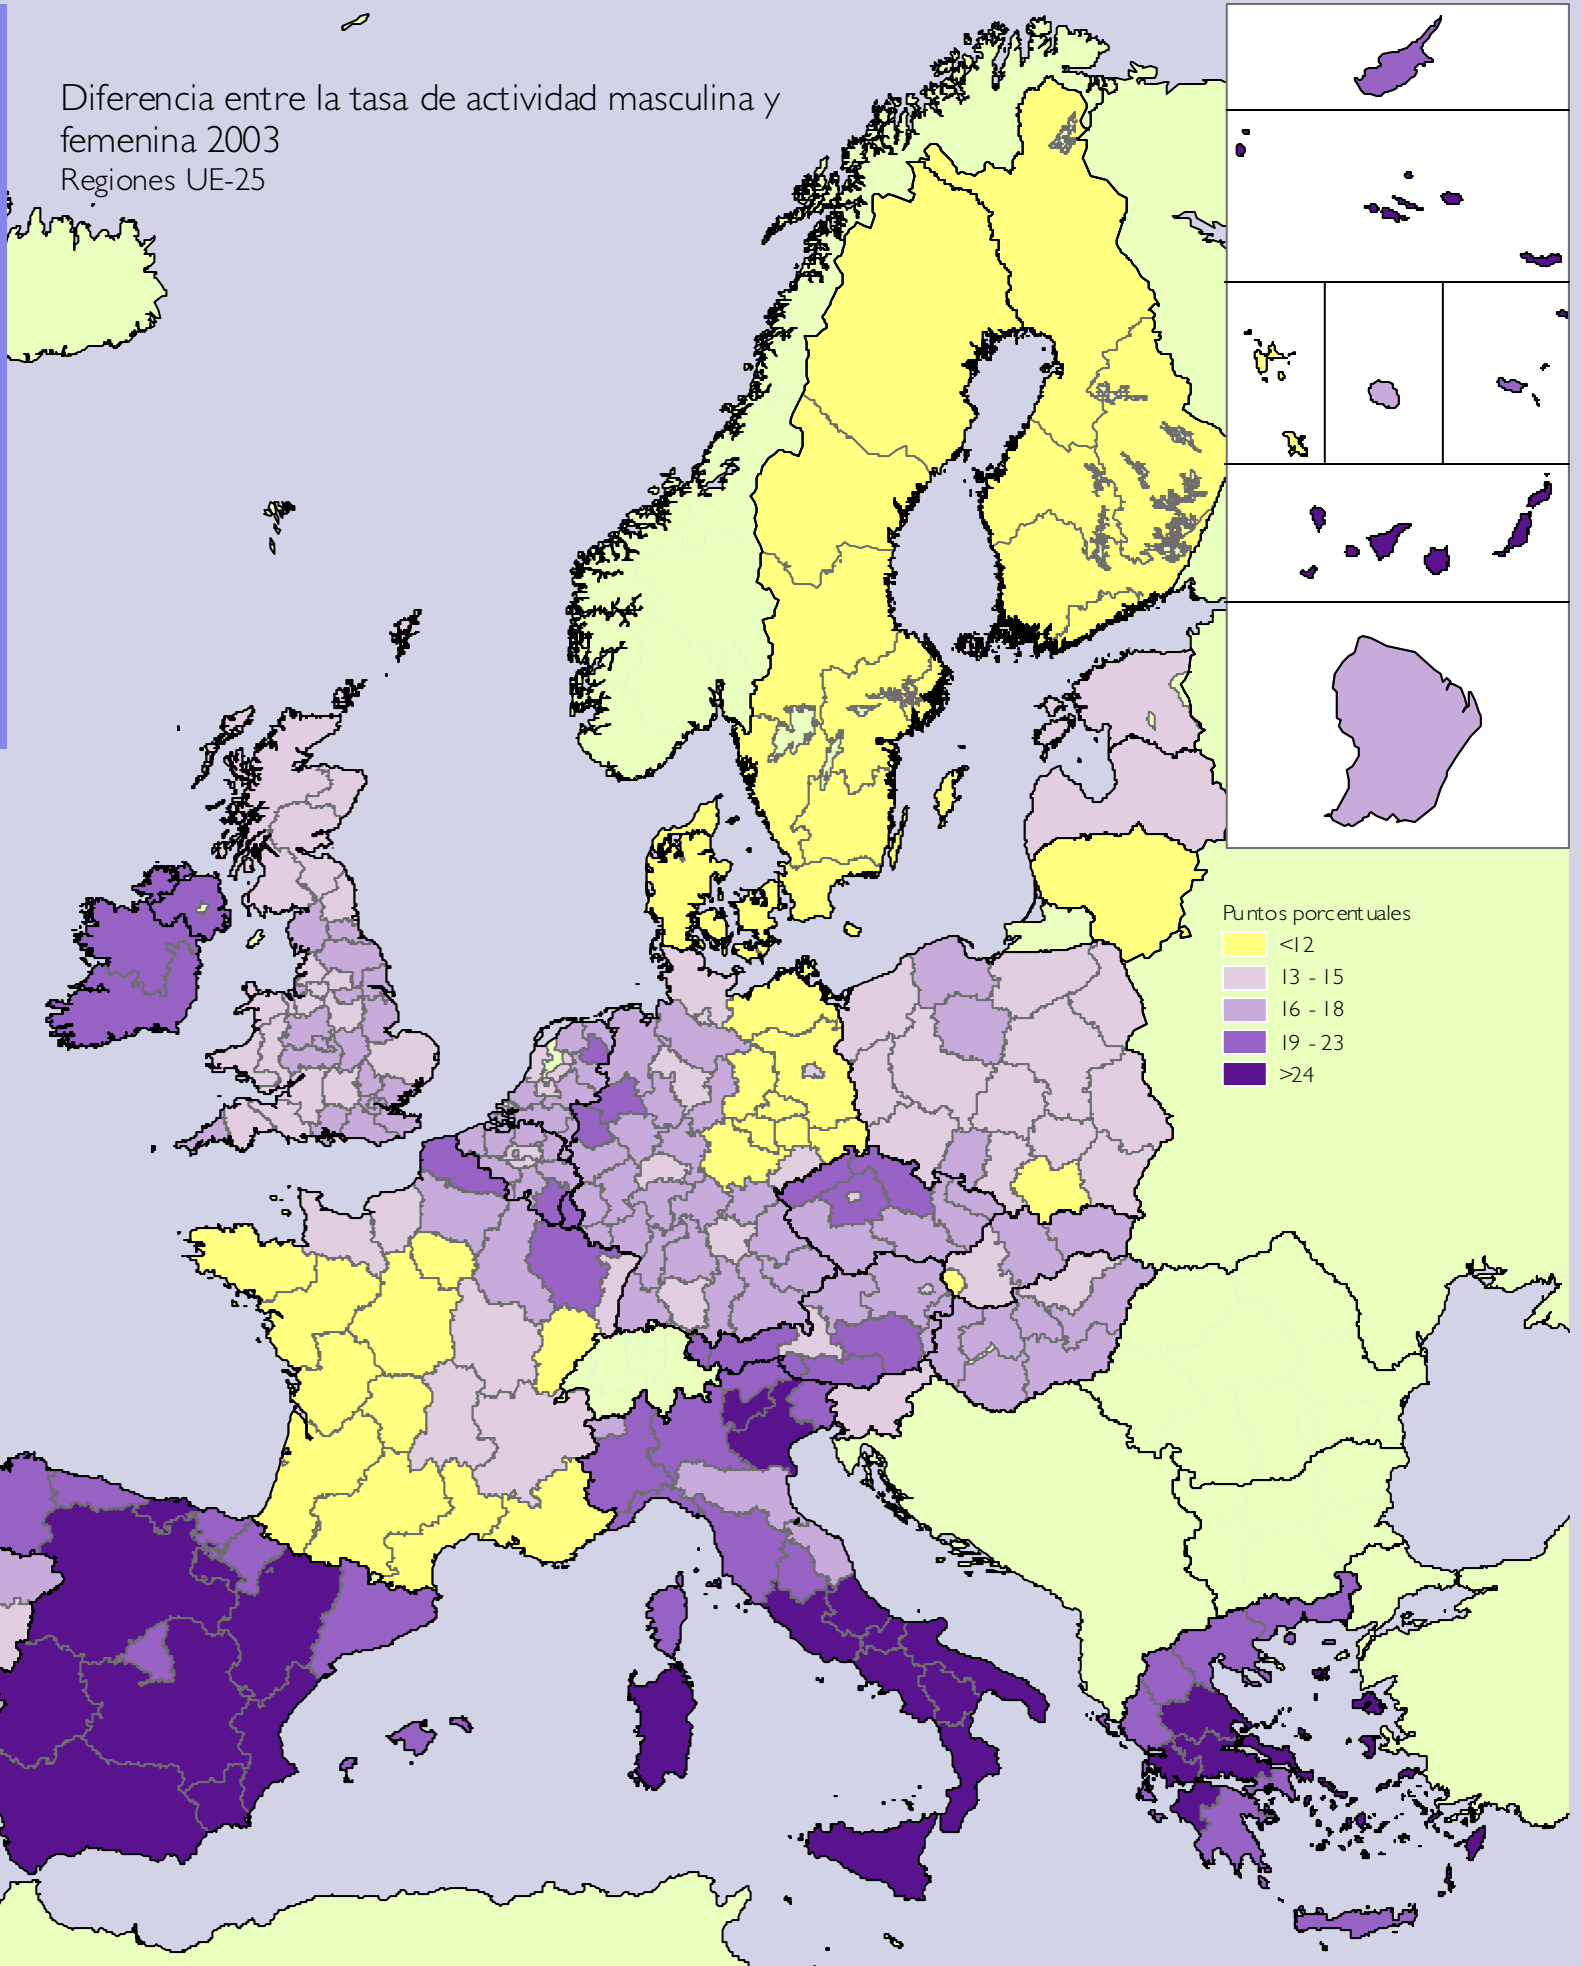 Diferencia entre la tasa de actividad masculina y
femenina 2003
Regiones UE-25
Puntos porcentuales
<12
13 - 15
16 - 18
19 - 23
>24